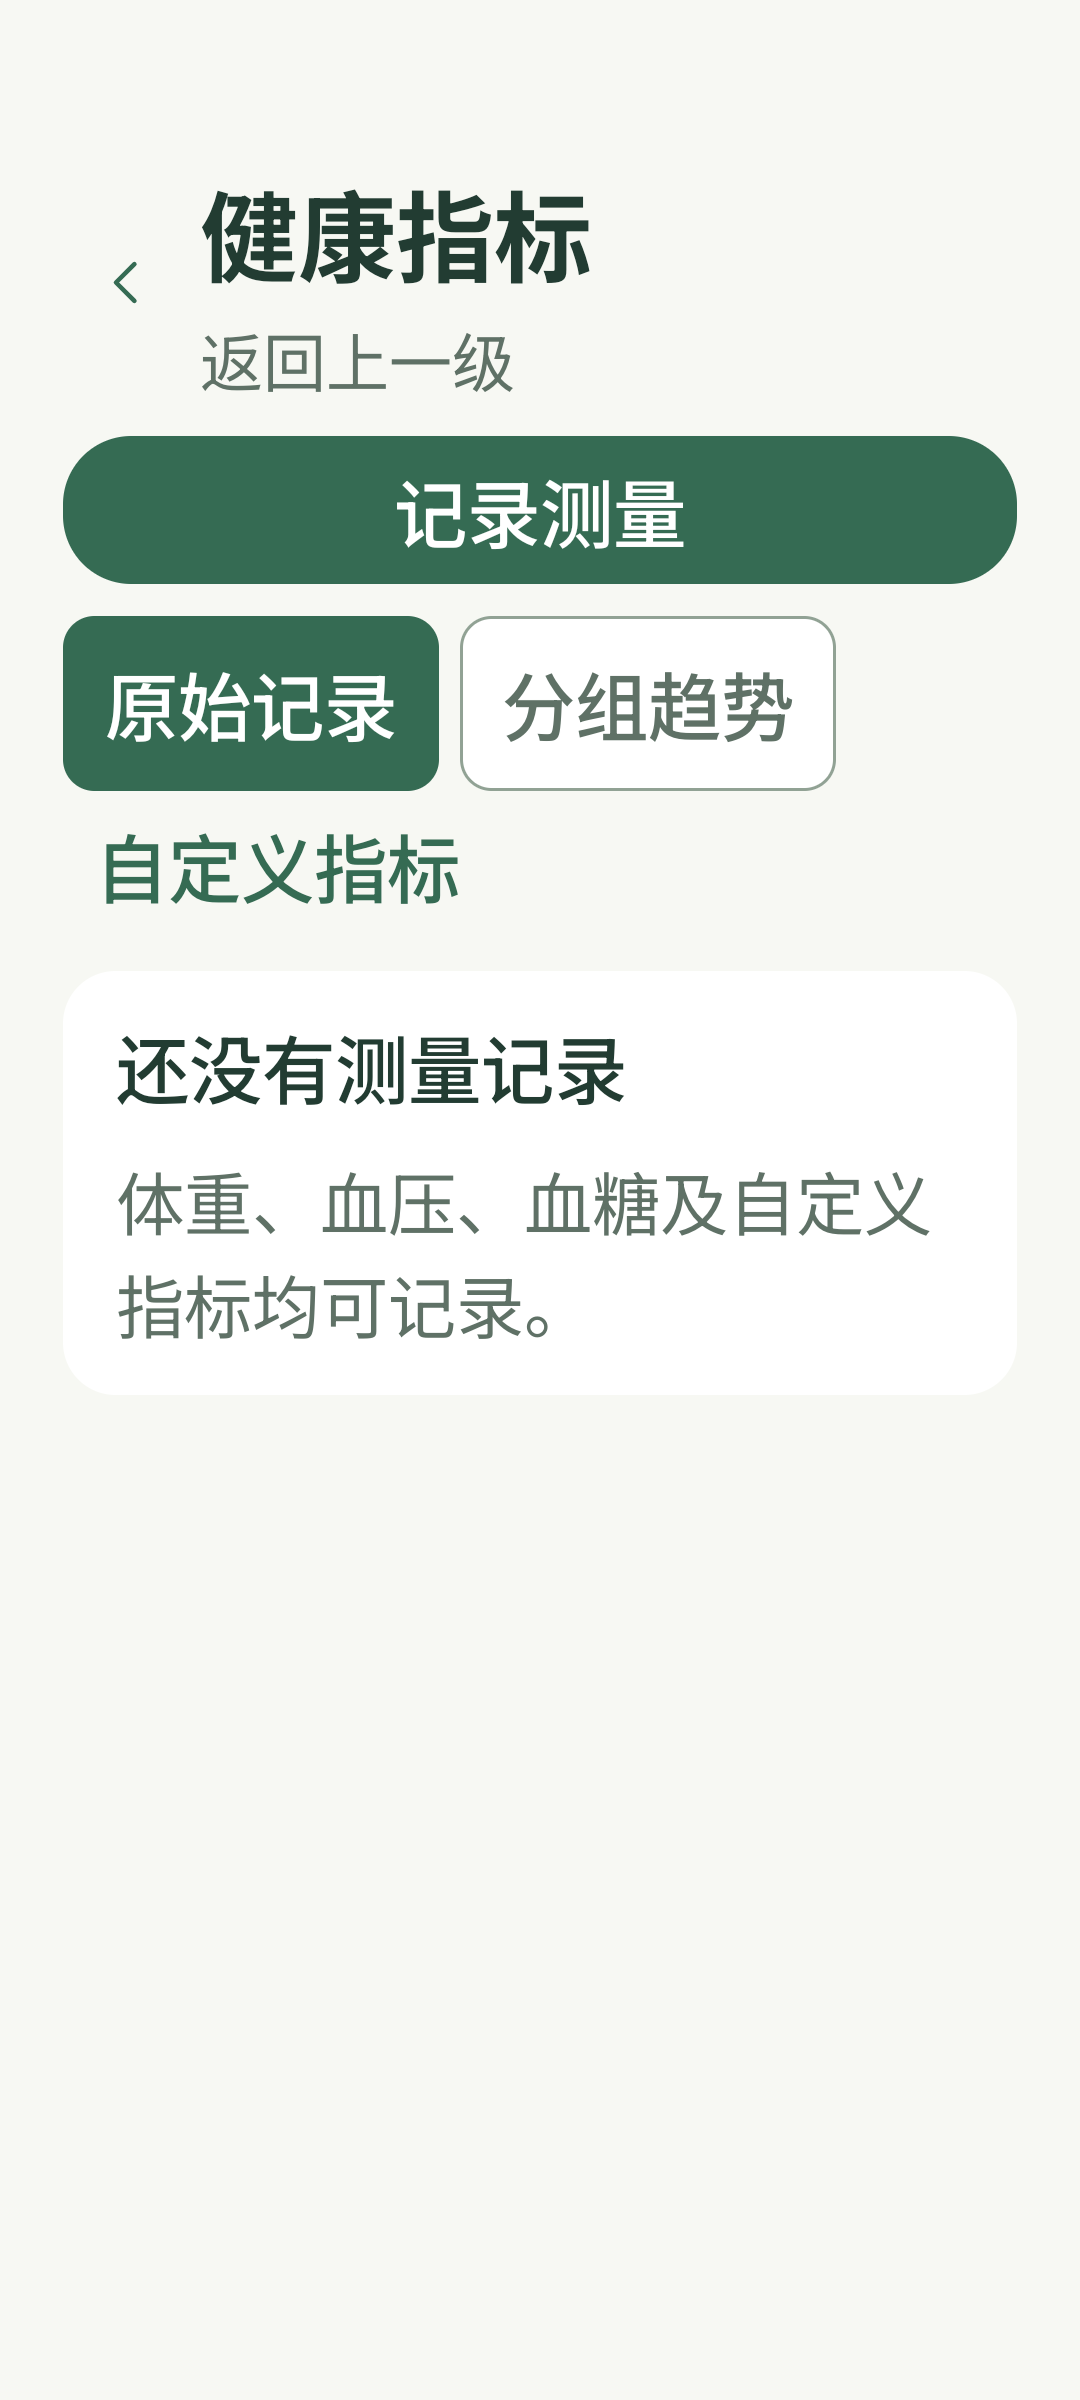 健康指标
返回上一级
记录测量
原始记录
分组趋势
自定义指标
还没有测量记录
体重、血压、血糖及自定义
指标均可记录。